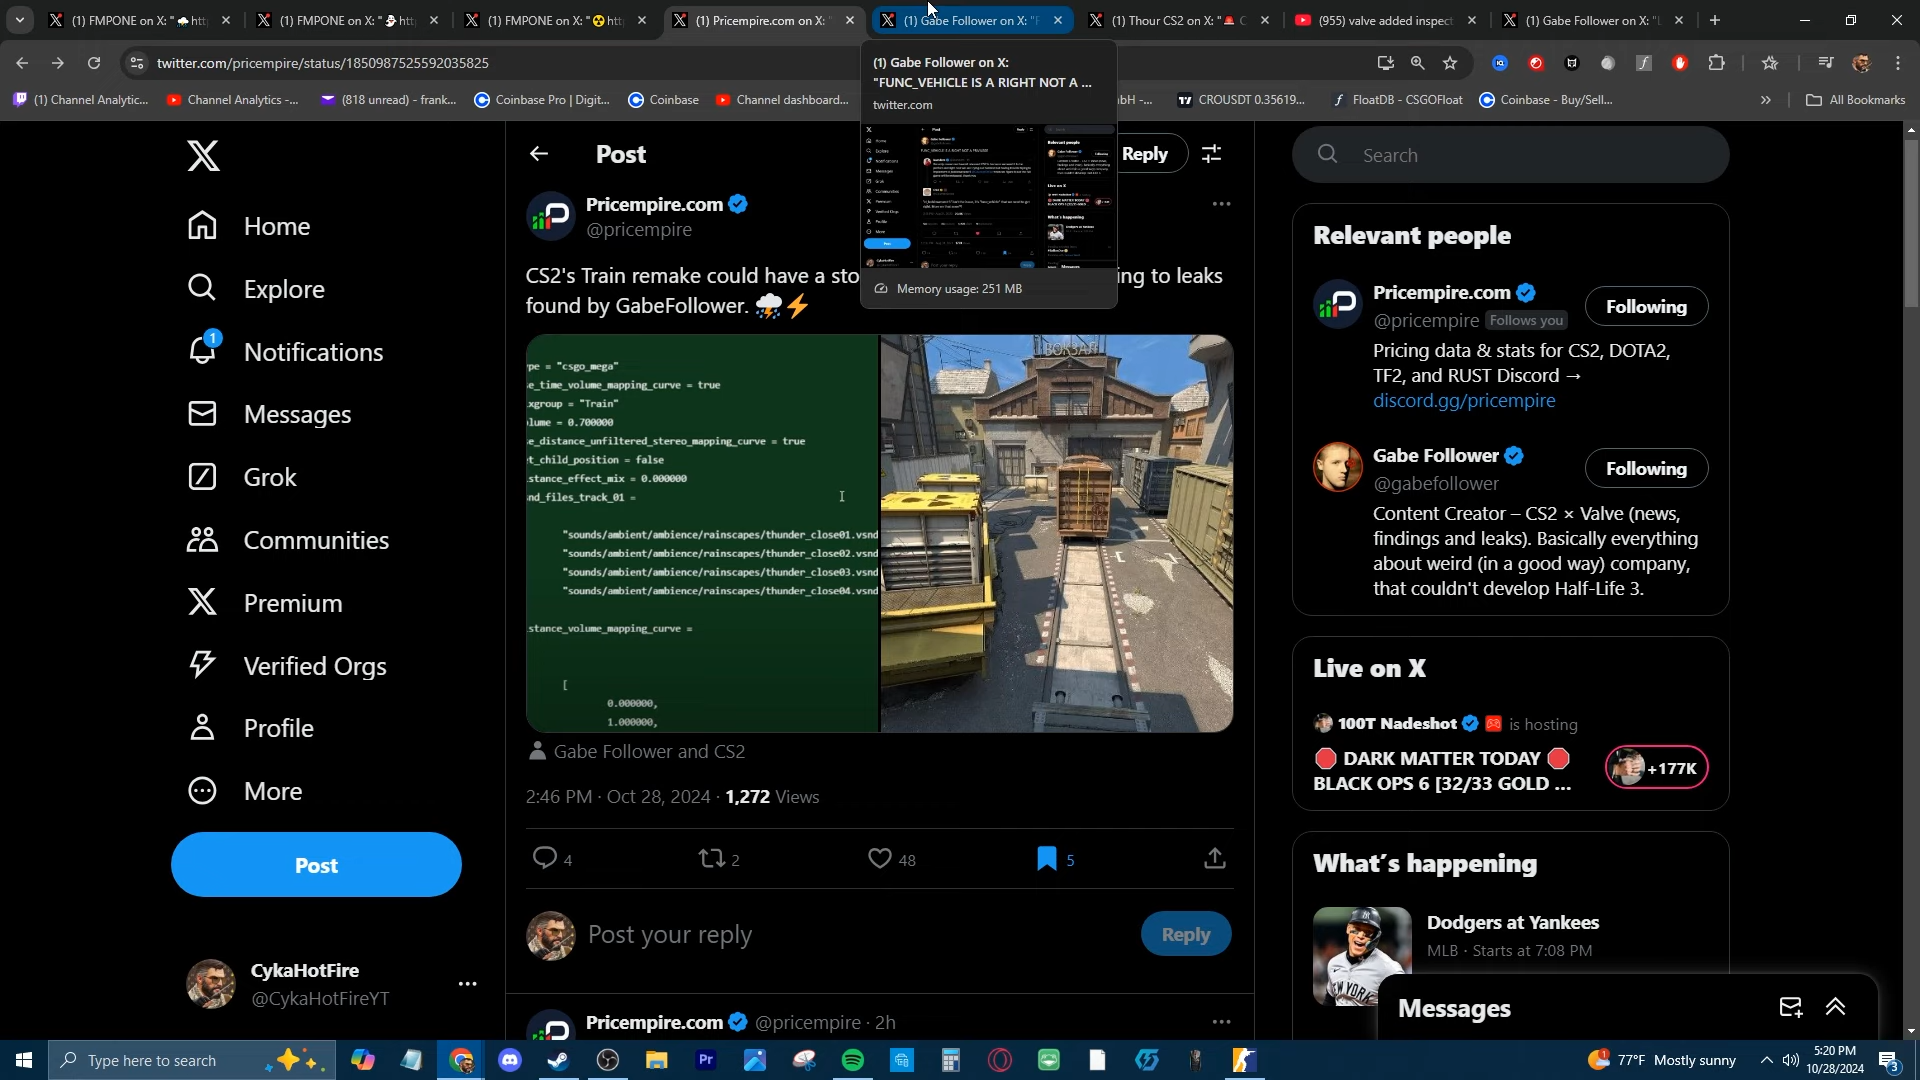 (1) FMPONE on X: "🌧 htt
(1) FMPONE on X: "⛄ htt
(1) FMPONE on X: "☢ htt
(1) Pricempire.com on X: "
(1) Gabe Follower on X: "F
(1) Thour CS2 on X: "🚨 C
(955) valve added inspect
(1) Gabe Follower on X: "L
twitter.com/pricempire/status/1850987525592035825
(1) Channel Analytic...
Channel Analytics -...
(818 unread) - frank...
Coinbase Pro | Digit...
Coinbase
Channel dashboard...
bH -...
CROUSDT 0.35619...
FloatDB - CSGOFloat
Coinbase - Buy/Sell...
All Bookmarks
(1) Gabe Follower on X:
"FUNC_VEHICLE IS A RIGHT NOT A ...
twitter.com
Memory usage: 251 MB
Home
Explore
1
Notifications
Messages
Grok
Communities
Premium
Verified Orgs
Profile
More
Post
CykaHotFire
@CykaHotFireYT
Post
Reply
Pricempire.com
@pricempire
CS2's Train remake could have a sto
ing to leaks
found by GabeFollower. ⛈️⚡
pe = "csgo_mega"
e_time_volume_mapping_curve = true
xgroup = "Train"
lume = 0.700000
e_distance_unfiltered_stereo_mapping_curve = true
t_child_position = false
stance_effect_mix = 0.000000
nd_files_track_01 =
"sounds/ambient/ambience/rainscapes/thunder_close01.vsnd
"sounds/ambient/ambience/rainscapes/thunder_close02.vsnd
"sounds/ambient/ambience/rainscapes/thunder_close03.vsnd
"sounds/ambient/ambience/rainscapes/thunder_close04.vsnd
stance_volume_mapping_curve =
[
0.000000,
1.000000,
Gabe Follower and CS2
2:46 PM · Oct 28, 2024 · 1,272 Views
4
2
48
5
Post your reply
Reply
Pricempire.com @pricempire · 2h
Search
Relevant people
Pricempire.com
@pricempire Follows you
Following
Pricing data & stats for CS2, DOTA2,
TF2, and RUST Discord →
discord.gg/pricempire
Gabe Follower
@gabefollower
Following
Content Creator – CS2 × Valve (news,
findings and leaks). Basically everything
about weird (in a good way) company,
that couldn't develop Half-Life 3.
Live on X
100T Nadeshot is hosting
🛑 DARK MATTER TODAY 🛑
BLACK OPS 6 [32/33 GOLD ...
+177K
What's happening
Dodgers at Yankees
MLB · Starts at 7:08 PM
Messages
Type here to search
77°F Mostly sunny
5:20 PM
10/28/2024
3